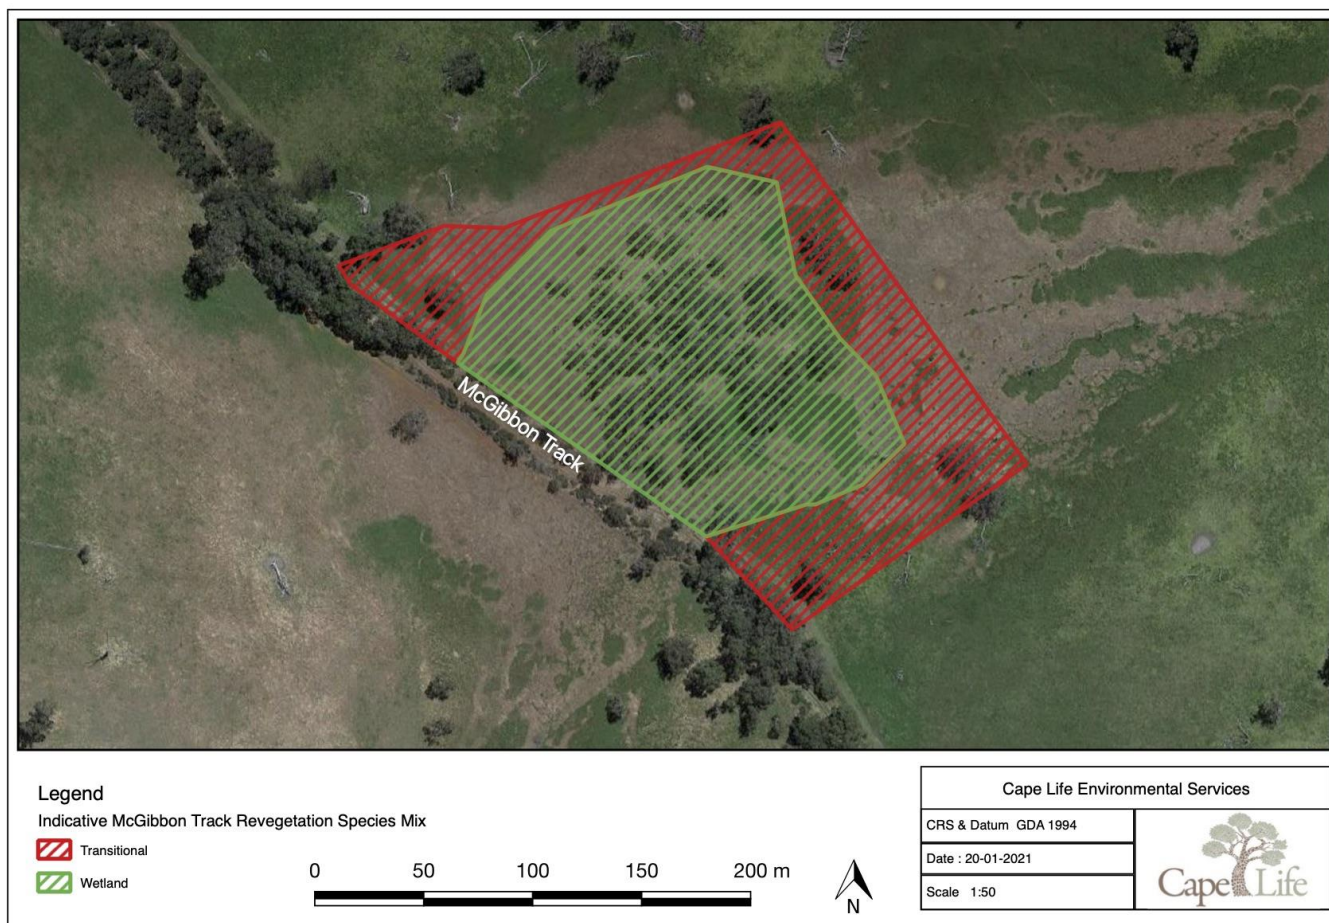 McGibbon Track
Legend
Indicative McGibbon Track Revegetation Species Mix
Transitional
Wetland
0 50 100 150 200 m
N
Cape Life Environmental Services
CRS & Datum GDA 1994
Date : 20-01-2021
Scale 1:50
Cape Life